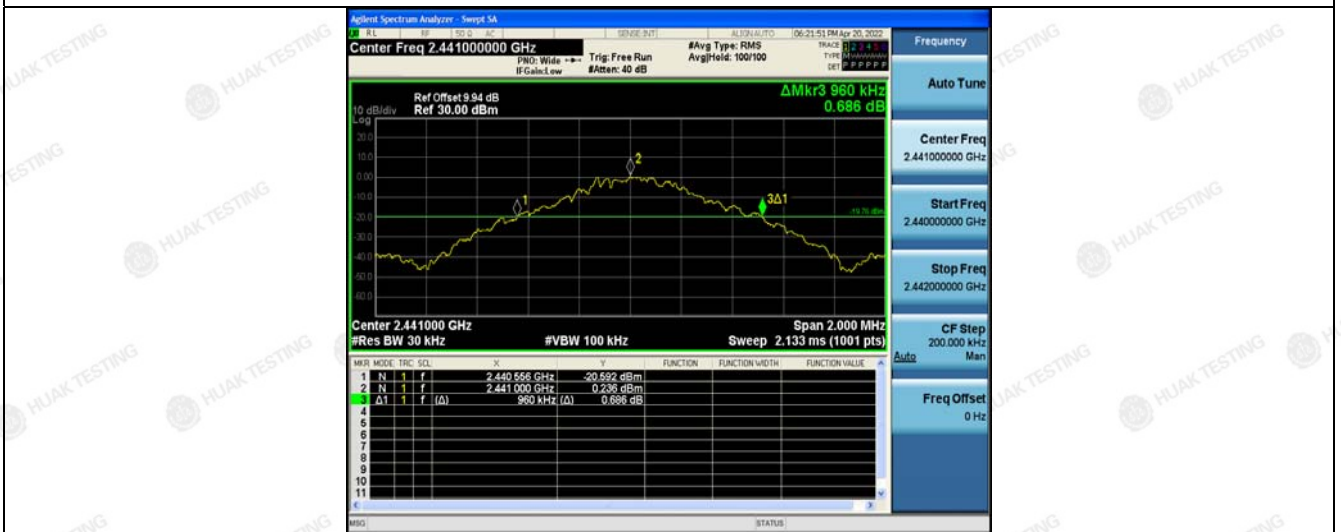 Agilent Spectrum Analyzer - Swept SA
RL RF 50 Ω AC SENSE:INT ALIGNAUTO 06:21:51 PM Apr 20, 2022
Center Freq 2.441000000 GHz
PNO: Wide
IFGain:Low
Trig: Free Run
#Atten: 40 dB
#Avg Type: RMS
Avg|Hold: 100/100
TRACE 1 2 3 4 5 6
TYPE M
DET P P P P P P
Frequency
Auto Tune
Center Freq
2.441000000 GHz
Start Freq
2.440000000 GHz
Stop Freq
2.442000000 GHz
CF Step
200.000 kHz
Auto Man
Freq Offset
0 Hz
ΔMkr3 960 kHz
0.686 dB
Ref Offset 9.94 dB
10 dB/div Ref 30.00 dBm
Log
20.0
10.0
0.00
-10.0
-20.0
-30.0
-40.0
-50.0
-60.0
1
2
3Δ1
-19.76 dBm
Center 2.441000 GHz Span 2.000 MHz
#Res BW 30 kHz #VBW 100 kHz Sweep 2.133 ms (1001 pts)
MKR MODE TRC SCL X Y FUNCTION FUNCTION WIDTH FUNCTION VALUE
1 N 1 f 2.440 556 GHz -20.592 dBm
2 N 1 f 2.441 000 GHz 0.236 dBm
3 Δ1 1 f (Δ) 960 kHz (Δ) 0.686 dB
4
5
6
7
8
9
10
11
MSG STATUS
HUAK TESTING
HUAK TESTING
HUAK TESTING
HUAK TESTING
HUAK TESTING
HUAK TESTING